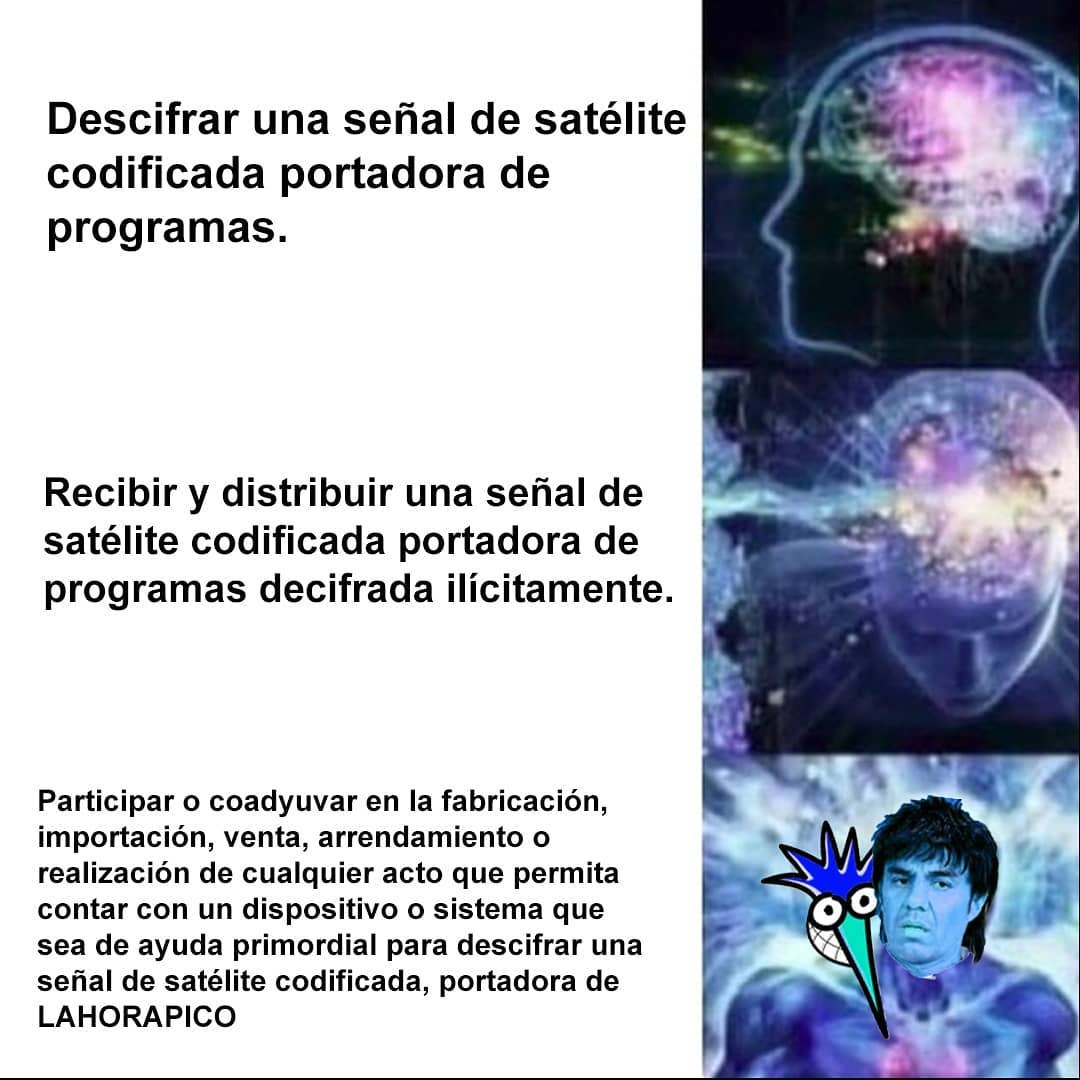 Descifrar una señal de satélite
codificada portadora de
programas.
Recibir y distribuir una señal de
satélite codificada portadora de
programas decifrada ilícitamente.
Participar o coadyuvar en la fabricación,
importación, venta, arrendamiento o
realización de cualquier acto que permita
contar con un dispositivo o sistema que
sea de ayuda primordial para descifrar una
señal de satélite codificada, portadora de
LAHORAPICO